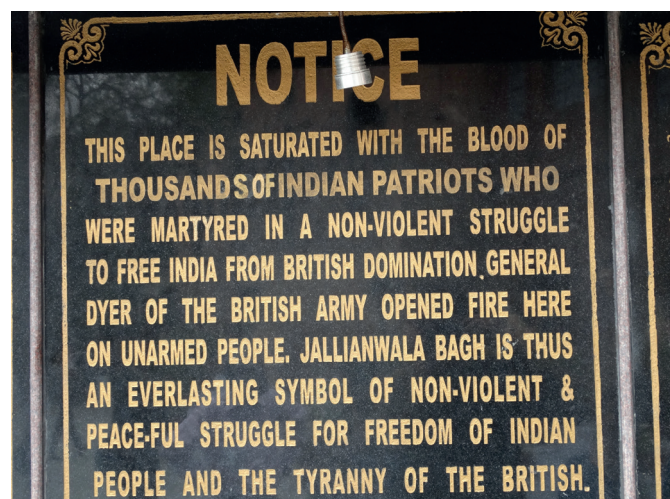 NOTICE
THIS PLACE IS SATURATED WITH THE BLOOD OF
THOUSANDS OF INDIAN PATRIOTS WHO
WERE MARTYRED IN A NON-VIOLENT STRUGGLE
TO FREE INDIA FROM BRITISH DOMINATION. GENERAL
DYER OF THE BRITISH ARMY OPENED FIRE HERE
ON UNARMED PEOPLE. JALLIANWALA BAGH IS THUS
AN EVERLASTING SYMBOL OF NON-VIOLENT &
PEACE-FUL STRUGGLE FOR FREEDOM OF INDIAN
PEOPLE AND THE TYRANNY OF THE BRITISH.